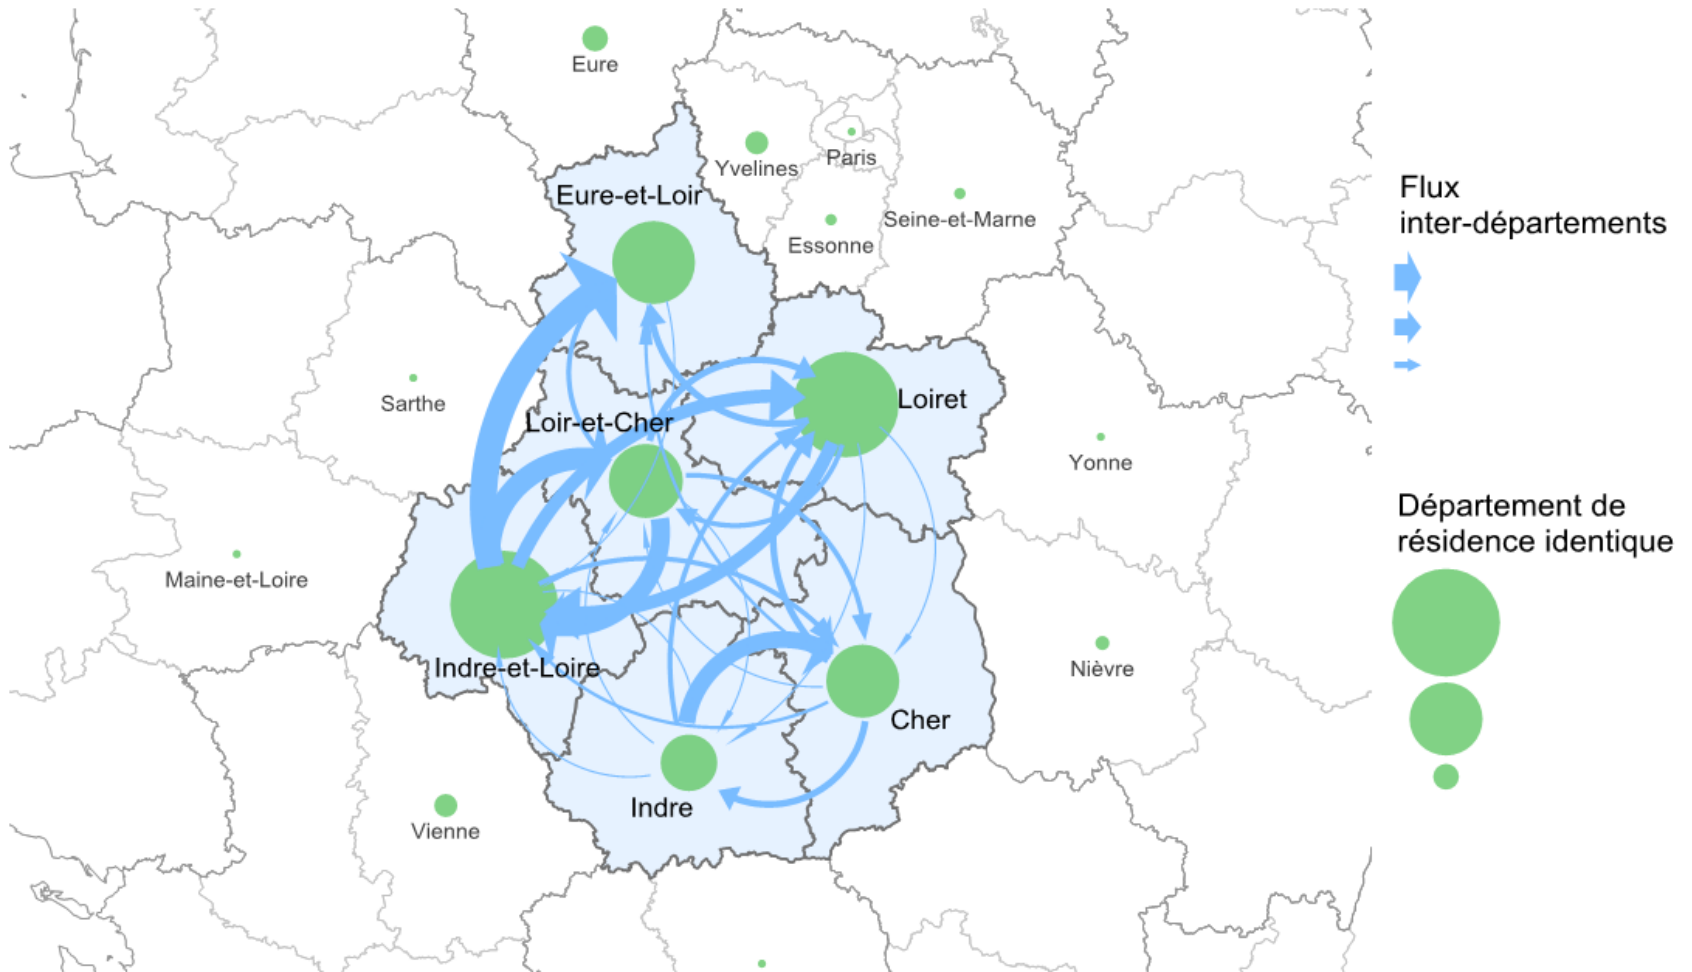 Eure
Yvelines
Paris
Eure-et-Loir
Seine-et-Marne
Essonne
Sarthe
Loiret
Loir-et-Cher
Yonne
Maine-et-Loire
Indre-et-Loire
Nièvre
Cher
Indre
Vienne
Flux
inter-départements
Département de
résidence identique